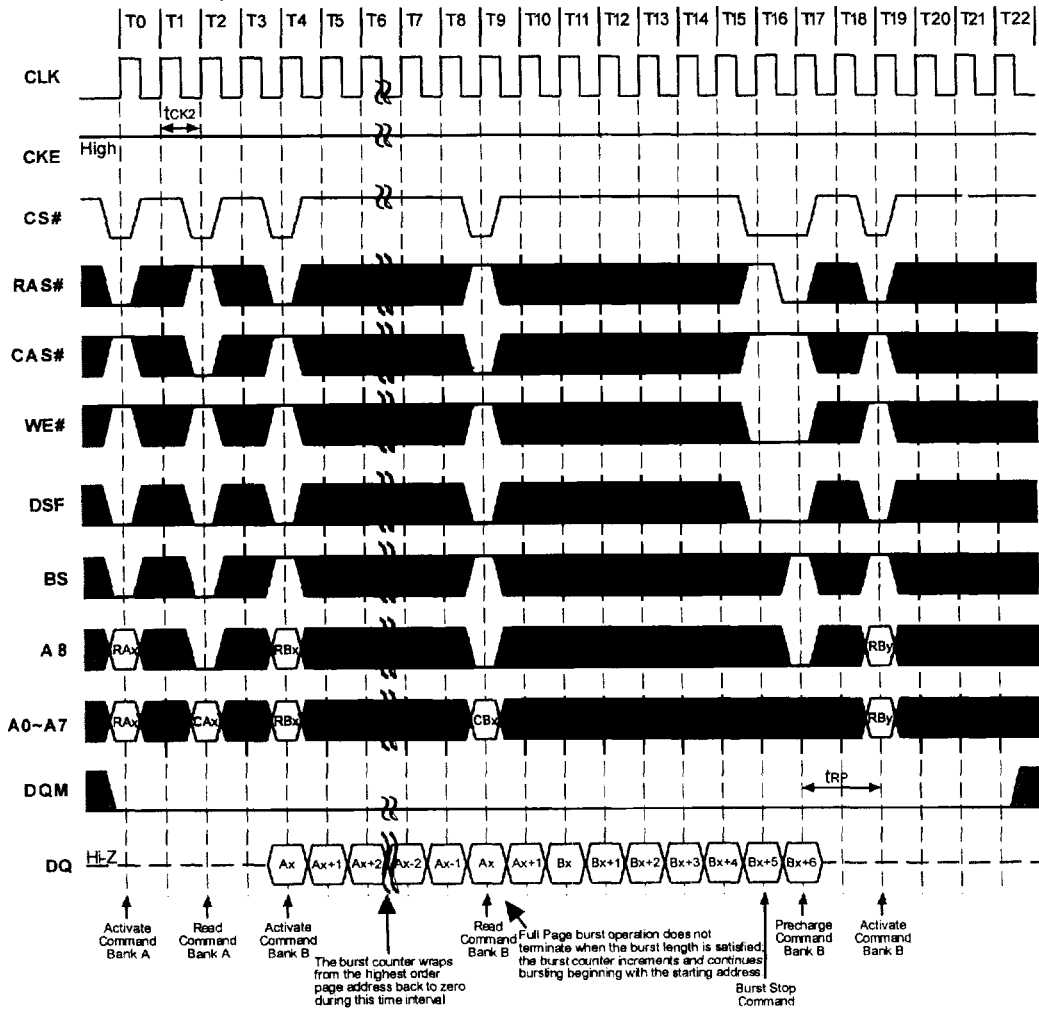 T0 T1 T2 T3 T4 T5 T6 T7 T8 T9 T10 T11 T12 T13 T14 T15 T16 T17 T18 T19 T20 T21 T22
CLK
tCK2
High
CKE
CS#
RAS#
CAS#
WE#
DSF
BS
A8 RAx RBx RBy
A0~A7 RAx CAx RBx CBx RBy
DQM
tRP
DQ Hi-Z Ax Ax+1 Ax+2 Ax-2 Ax-1 Ax Ax+1 Bx Bx+1 Bx+2 Bx+3 Bx+4 Bx+5 Bx+6
Activate
Command
Bank A
Read
Command
Bank A
Activate
Command
Bank B
The burst counter wraps
from the highest order
page address back to zero
during this time interval
Read
Command
Bank B
Full Page burst operation does not
terminate when the burst length is satisfied;
the burst counter increments and continues
bursting beginning with the starting address
Burst Stop
Command
Precharge
Command
Bank B
Activate
Command
Bank B